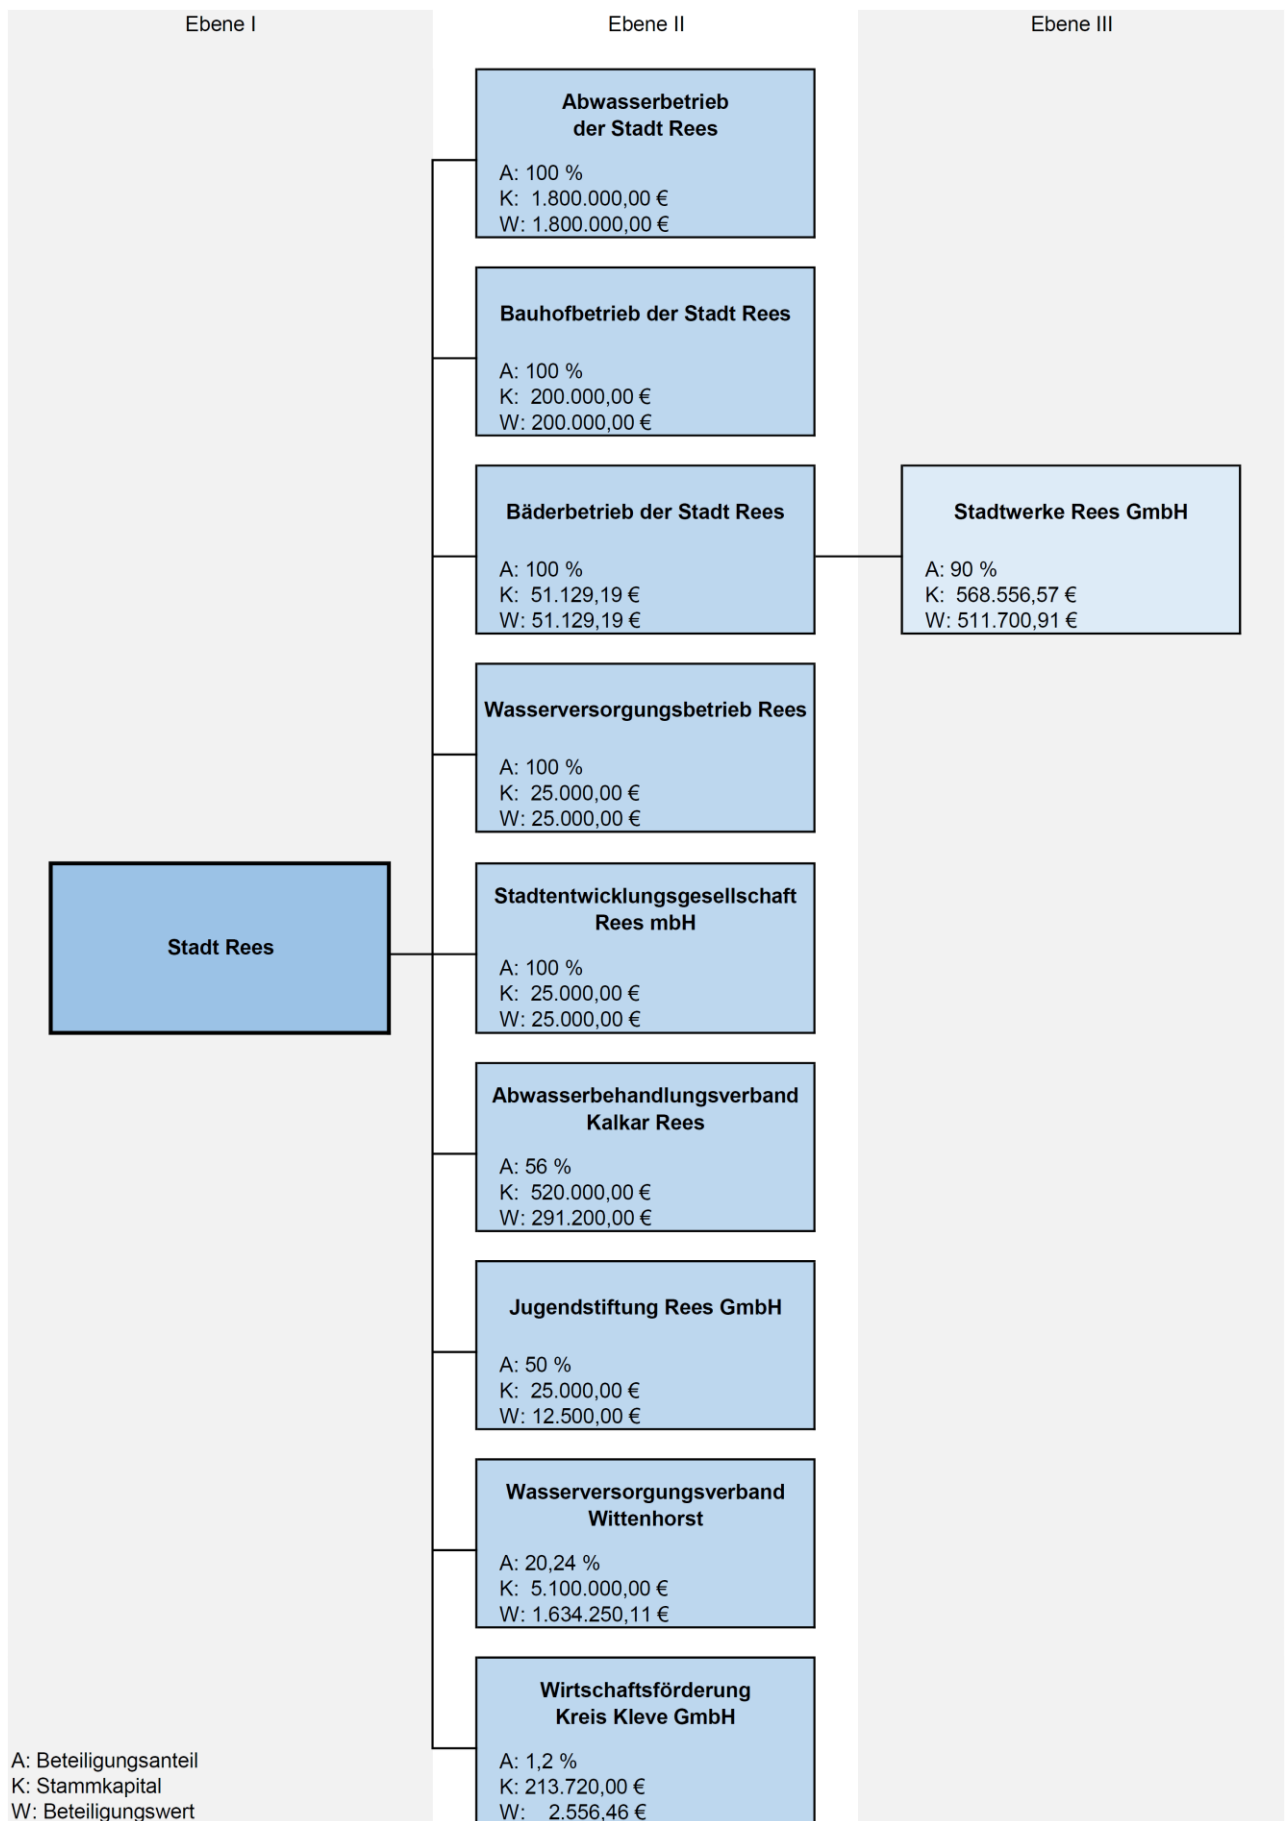 Ebene I
Ebene II
Ebene III
Abwasserbetrieb
der Stadt Rees
A: 100 %
K: 1.800.000,00 €
W: 1.800.000,00 €
Bauhofbetrieb der Stadt Rees
A: 100 %
K: 200.000,00 €
W: 200.000,00 €
Bäderbetrieb der Stadt Rees
A: 100 %
K: 51.129,19 €
W: 51.129,19 €
Stadtwerke Rees GmbH
A: 90 %
K: 568.556,57 €
W: 511.700,91 €
Wasserversorgungsbetrieb Rees
A: 100 %
K: 25.000,00 €
W: 25.000,00 €
Stadt Rees
Stadtentwicklungsgesellschaft
Rees mbH
A: 100 %
K: 25.000,00 €
W: 25.000,00 €
Abwasserbehandlungsverband
Kalkar Rees
A: 56 %
K: 520.000,00 €
W: 291.200,00 €
Jugendstiftung Rees GmbH
A: 50 %
K: 25.000,00 €
W: 12.500,00 €
Wasserversorgungsverband
Wittenhorst
A: 20,24 %
K: 5.100.000,00 €
W: 1.634.250,11 €
Wirtschaftsförderung
Kreis Kleve GmbH
A: 1,2 %
K: 213.720,00 €
W: 2.556,46 €
A: Beteiligungsanteil
K: Stammkapital
W: Beteiligungswert